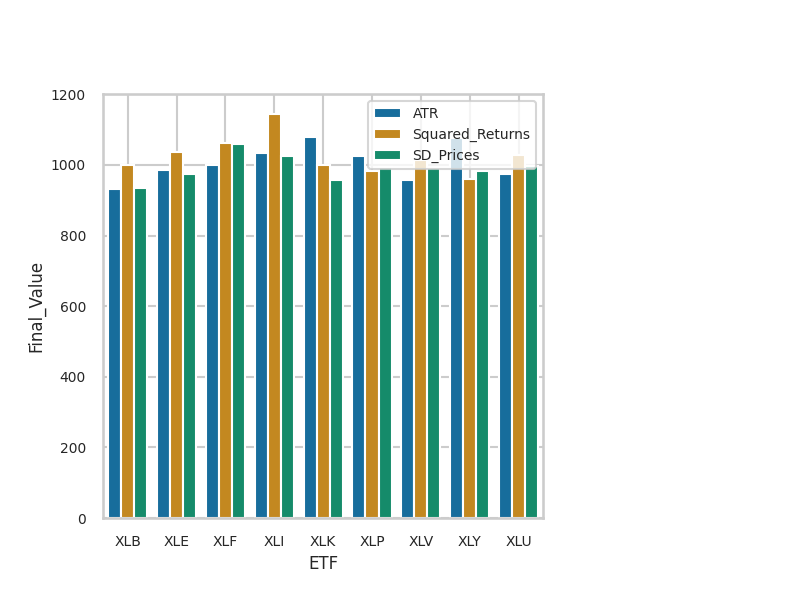 1200
1000
800
600
400
200
0
Final_Value
ATR
Squared_Returns
SD_Prices
XLB XLE XLF XLI XLK XLP XLV XLY XLU
ETF